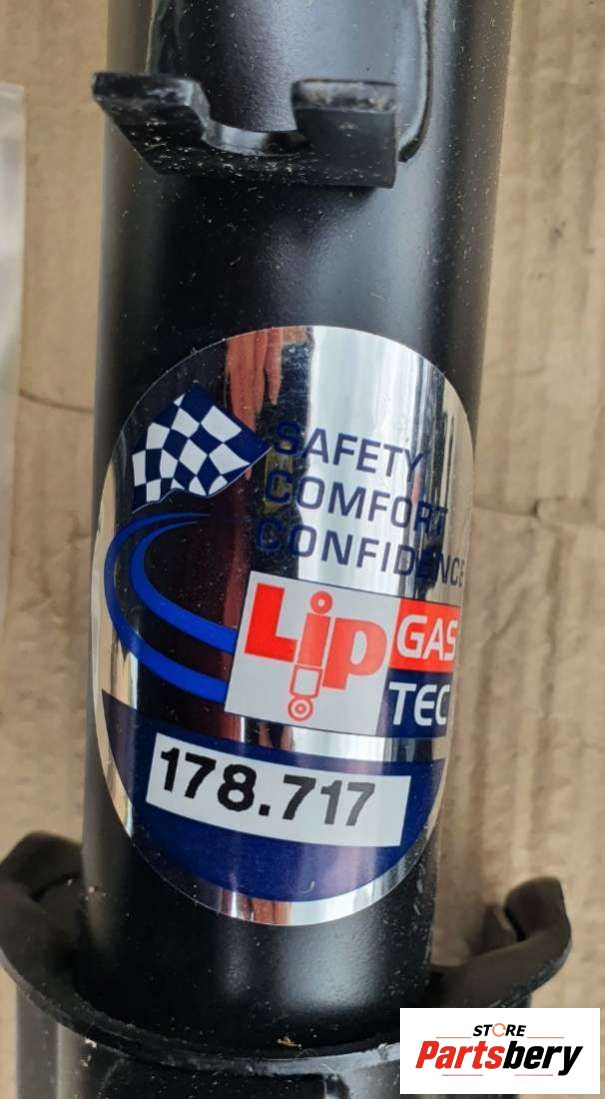 SAFETY
COMFORT
CONFIDENCE
Lip GAS
TEC
178.717
STORE
Partsbery